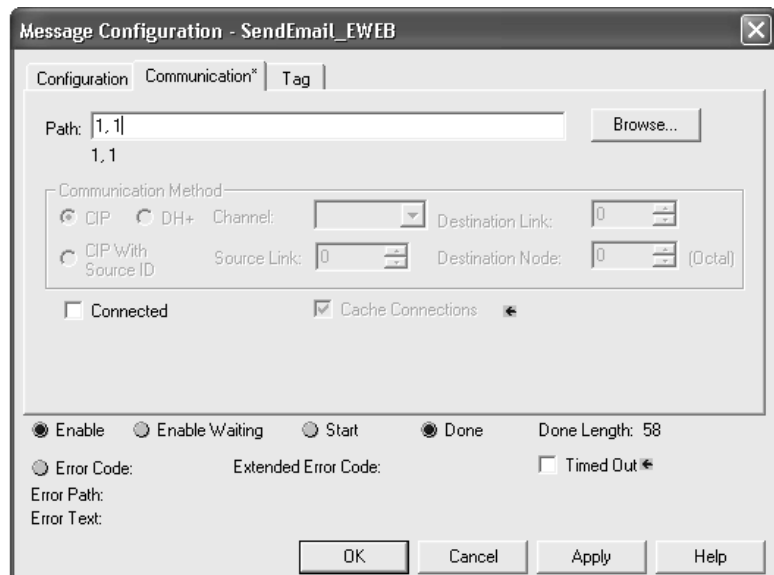 Message Configuration - SendEmail_EWEB
Configuration Communication* Tag
Path: 1, 1 Browse...
1, 1
Communication Method
CIP DH+ Channel: Destination Link: 0
CIP With Source ID Source Link: 0 Destination Node: 0 (Octal)
Connected Cache Connections
Enable Enable Waiting Start Done Done Length: 58
Error Code: Extended Error Code: Timed Out
Error Path:
Error Text:
OK Cancel Apply Help